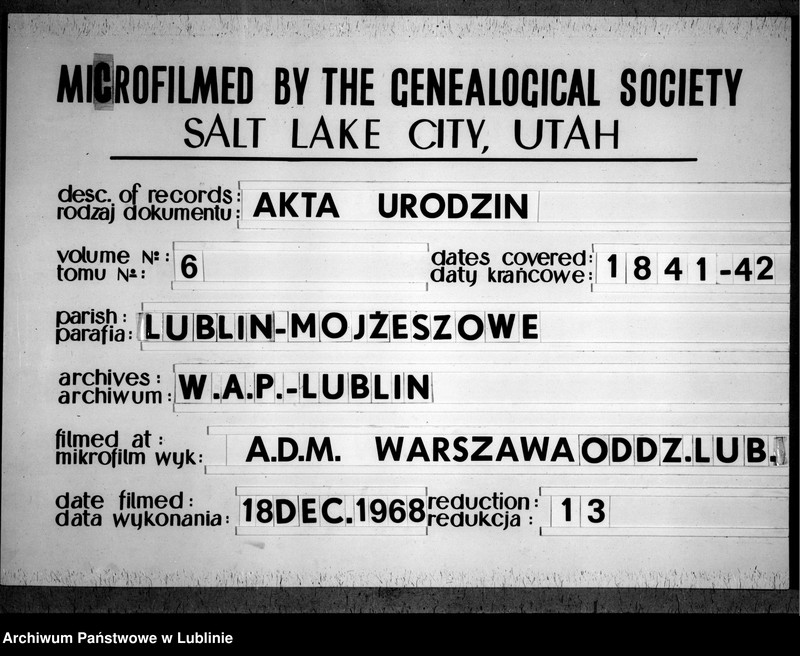 MICROFILMED BY THE GENEALOGICAL SOCIETY
SALT LAKE CITY, UTAH
desc. of records: AKTA URODZIN
rodzaj dokumentu:
volume №: 6 dates covered: 1841-42
tomu №: daty krańcowe:
parish: LUBLIN-MOJŻESZOWE
parafia:
archives: W.A.P.-LUBLIN
archiwum:
filmed at: A.D.M. WARSZAWA ODDZ.LUB.
mikrofilm wyk:
date filmed: 18DEC.1968 reduction: 13
data wykonania: redukcja:
Archiwum Państwowe w Lublinie